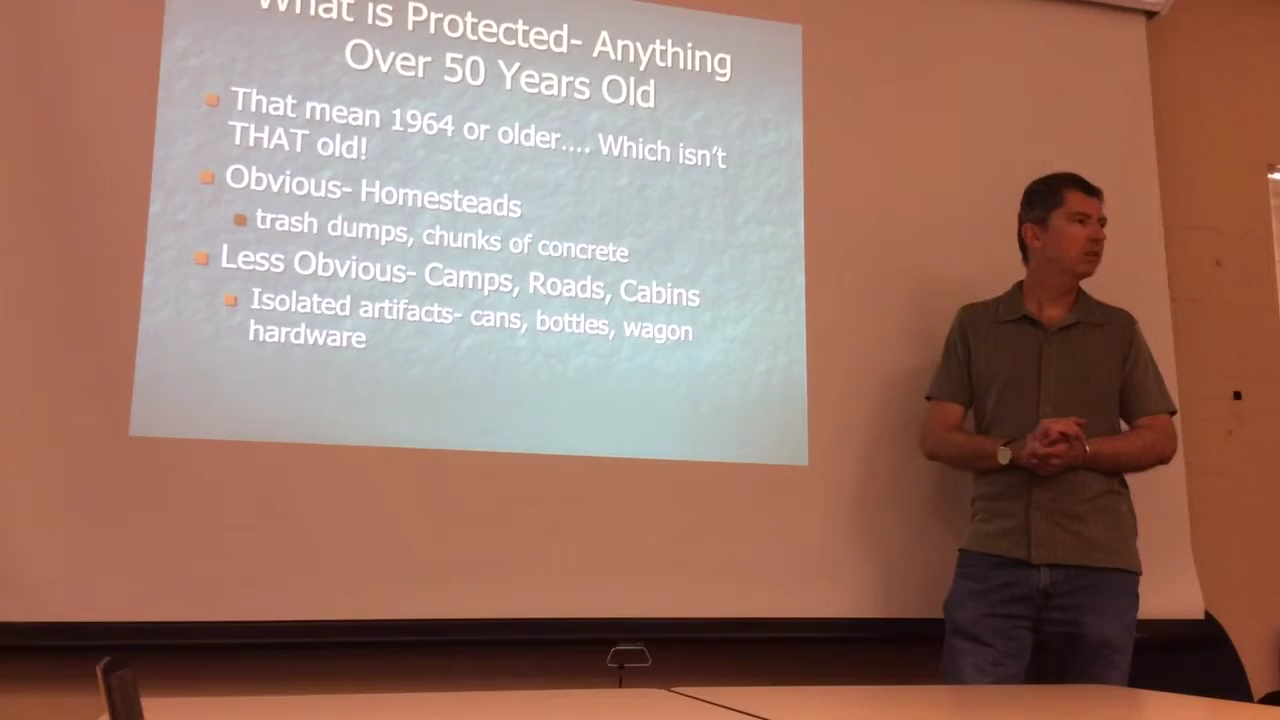 What is Protected- Anything
Over 50 Years Old
That mean 1964 or older.... Which isn't
THAT old!
Obvious- Homesteads
trash dumps, chunks of concrete
Less Obvious- Camps, Roads, Cabins
Isolated artifacts- cans, bottles, wagon
hardware